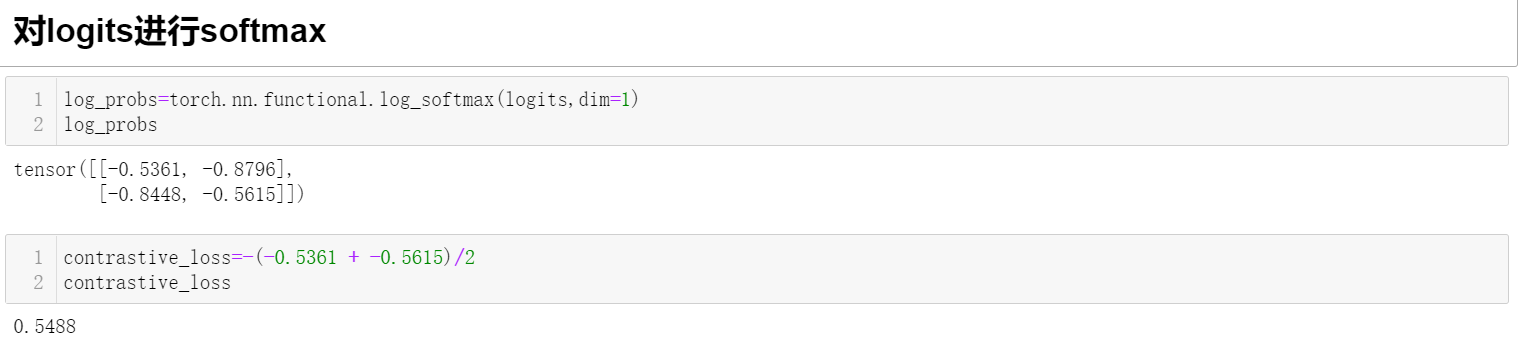 对logits进行softmax
1 log_probs=torch.nn.functional.log_softmax(logits,dim=1)
2 log_probs
tensor([[-0.5361, -0.8796],
[-0.8448, -0.5615]])
1 contrastive_loss=-(-0.5361 + -0.5615)/2
2 contrastive_loss
0.5488